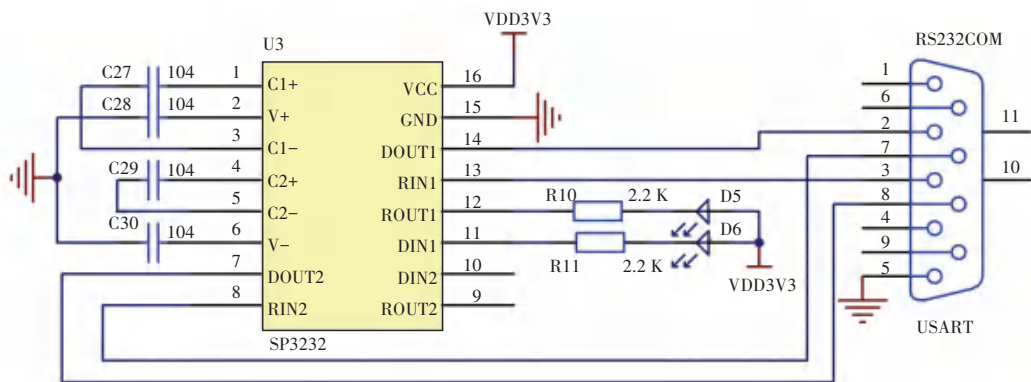 VDD3V3
U3
RS232COM
C27 104 1 C1+
C28 104 2 V+
3 C1-
C29 104 4 C2+
5 C2-
C30 104 6 V-
7 DOUT2
8 RIN2
VCC 16
GND 15
DOUT1 14
RIN1 13
ROUT1 12 R10 2.2 K D5
DIN1 11 R11 2.2 K D6
DIN2 10
ROUT2 9
VDD3V3
SP3232
1
6
2
7
3
8
4
9
5
11
10
USART